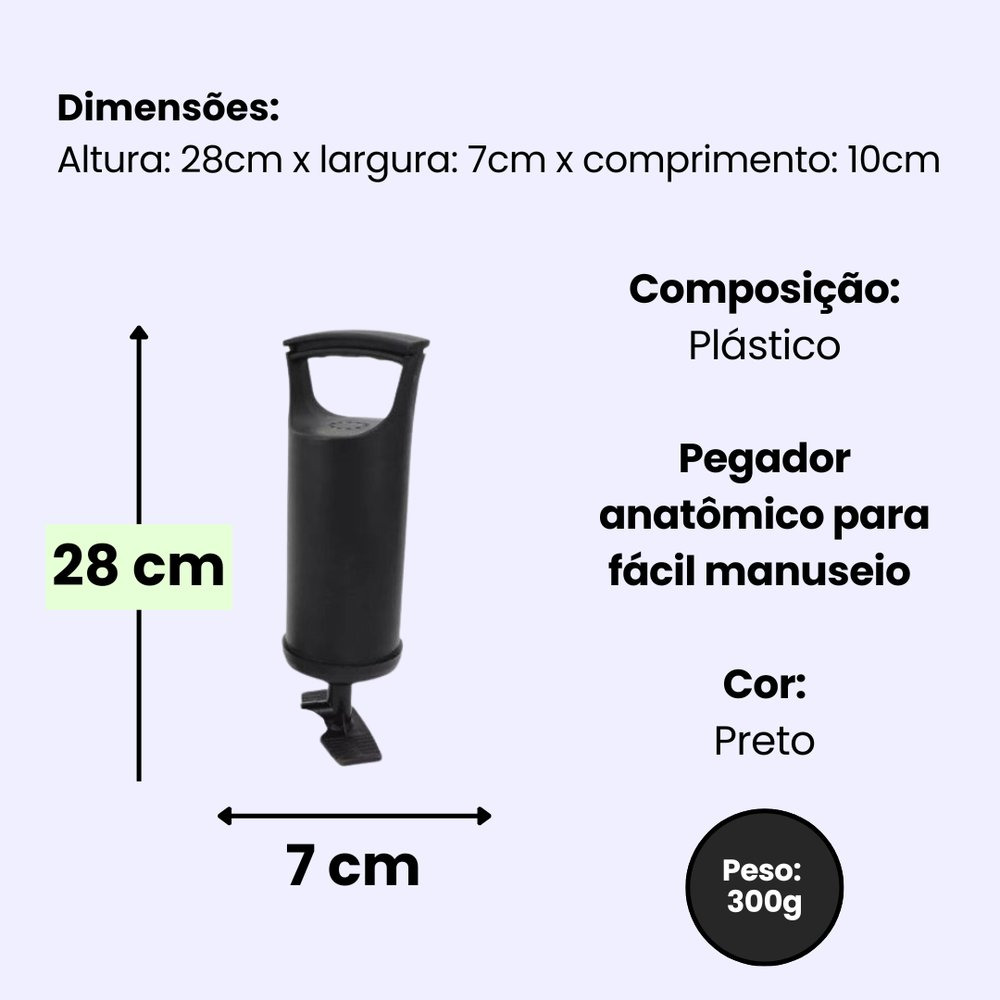 Dimensões:
Altura: 28cm x largura: 7cm x comprimento: 10cm
Composição:
Plástico
Pegador
anatômico para
fácil manuseio
28 cm
Cor:
Preto
7 cm
Peso:
300g